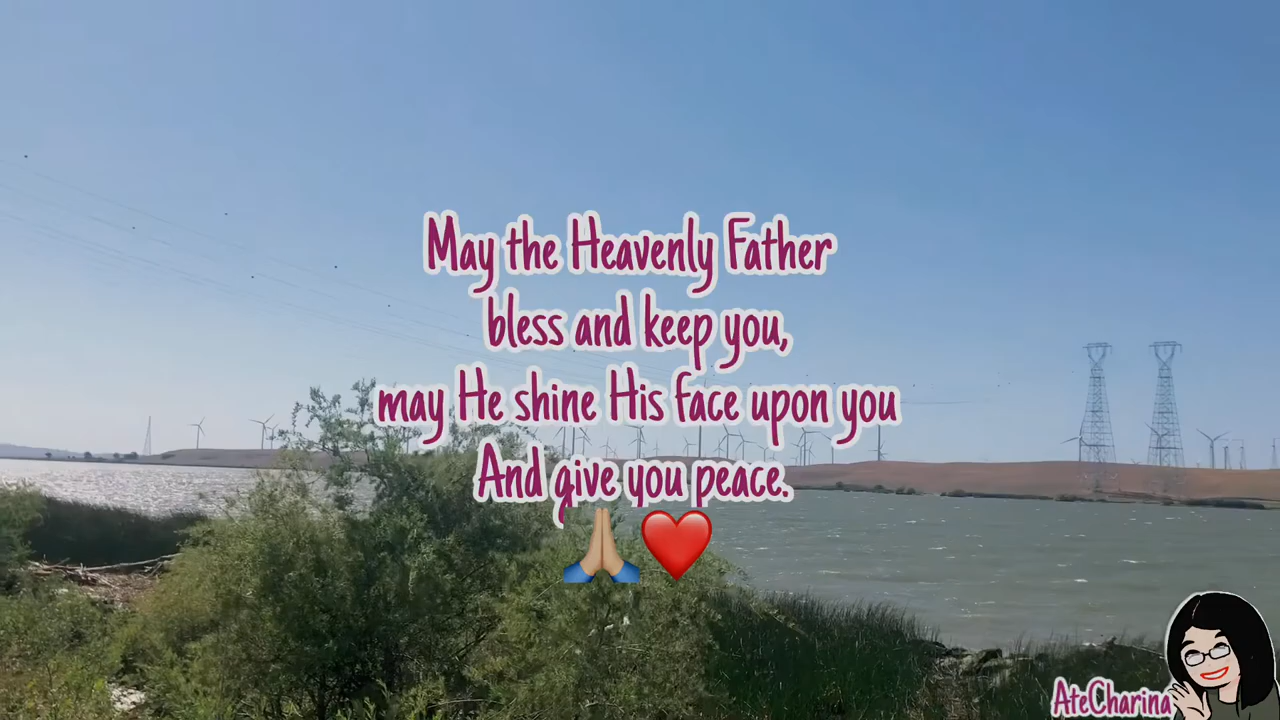 May the Heavenly Father
bless and keep you,
may He shine His face upon you
And give you peace.
🙏🏼❤️
AteCharina